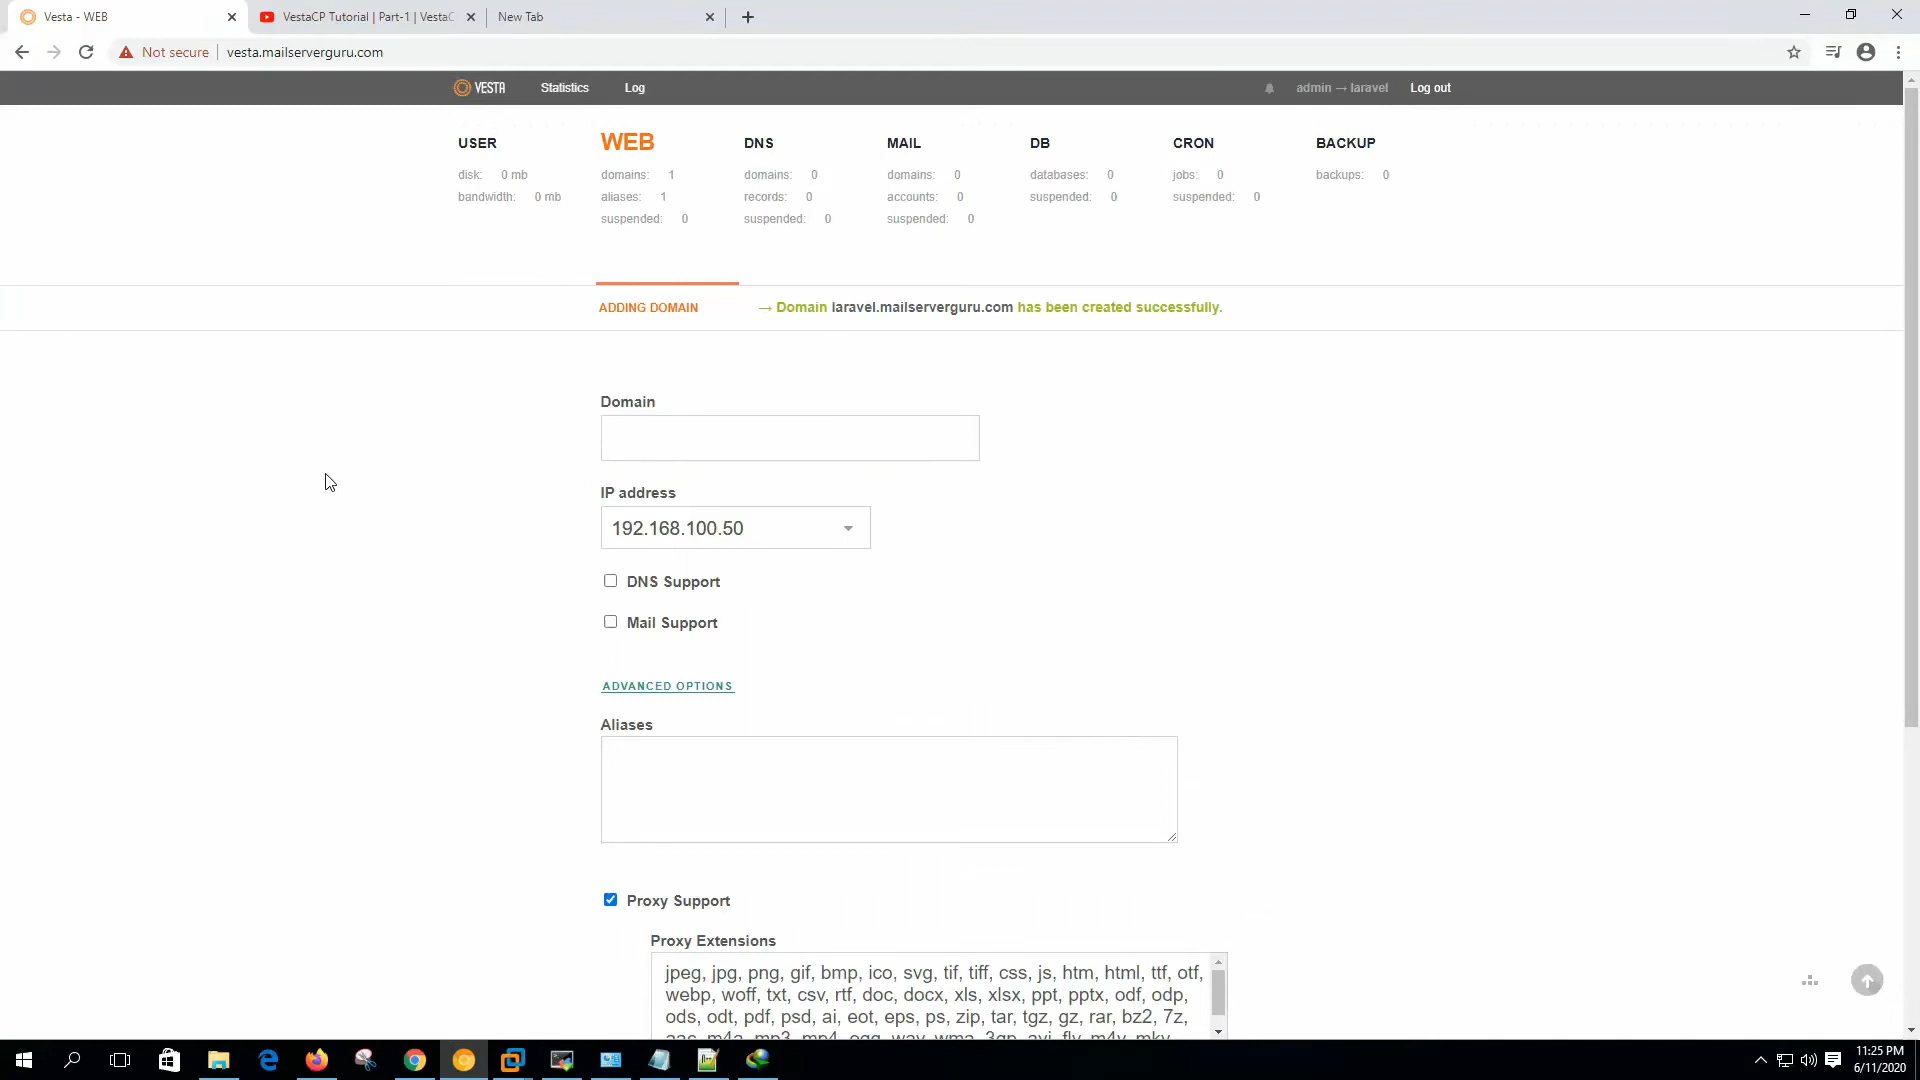 Vesta - WEB
VestaCP Tutorial | Part-1 | VestaC
New Tab
Not secure
vesta.mailserverguru.com
VESTA
Statistics
Log
admin → laravel
Log out
USER
WEB
DNS
MAIL
DB
CRON
BACKUP
disk: 0 mb
domains: 1
domains: 0
domains: 0
databases: 0
jobs: 0
backups: 0
bandwidth: 0 mb
aliases: 1
records: 0
accounts: 0
suspended: 0
suspended: 0
suspended: 0
suspended: 0
suspended: 0
ADDING DOMAIN
→ Domain laravel.mailserverguru.com has been created successfully.
Domain
IP address
192.168.100.50
DNS Support
Mail Support
ADVANCED OPTIONS
Aliases
Proxy Support
Proxy Extensions
jpeg, jpg, png, gif, bmp, ico, svg, tif, tiff, css, js, htm, html, ttf, otf,
webp, woff, txt, csv, rtf, doc, docx, xls, xlsx, ppt, pptx, odf, odp,
ods, odt, pdf, psd, ai, eot, eps, ps, zip, tar, tgz, gz, rar, bz2, 7z,
aac, m4a, mp3, mp4, ogg, wav, wma, 3gp, avi, flv, m4v, mkv,
11:25 PM
6/11/2020